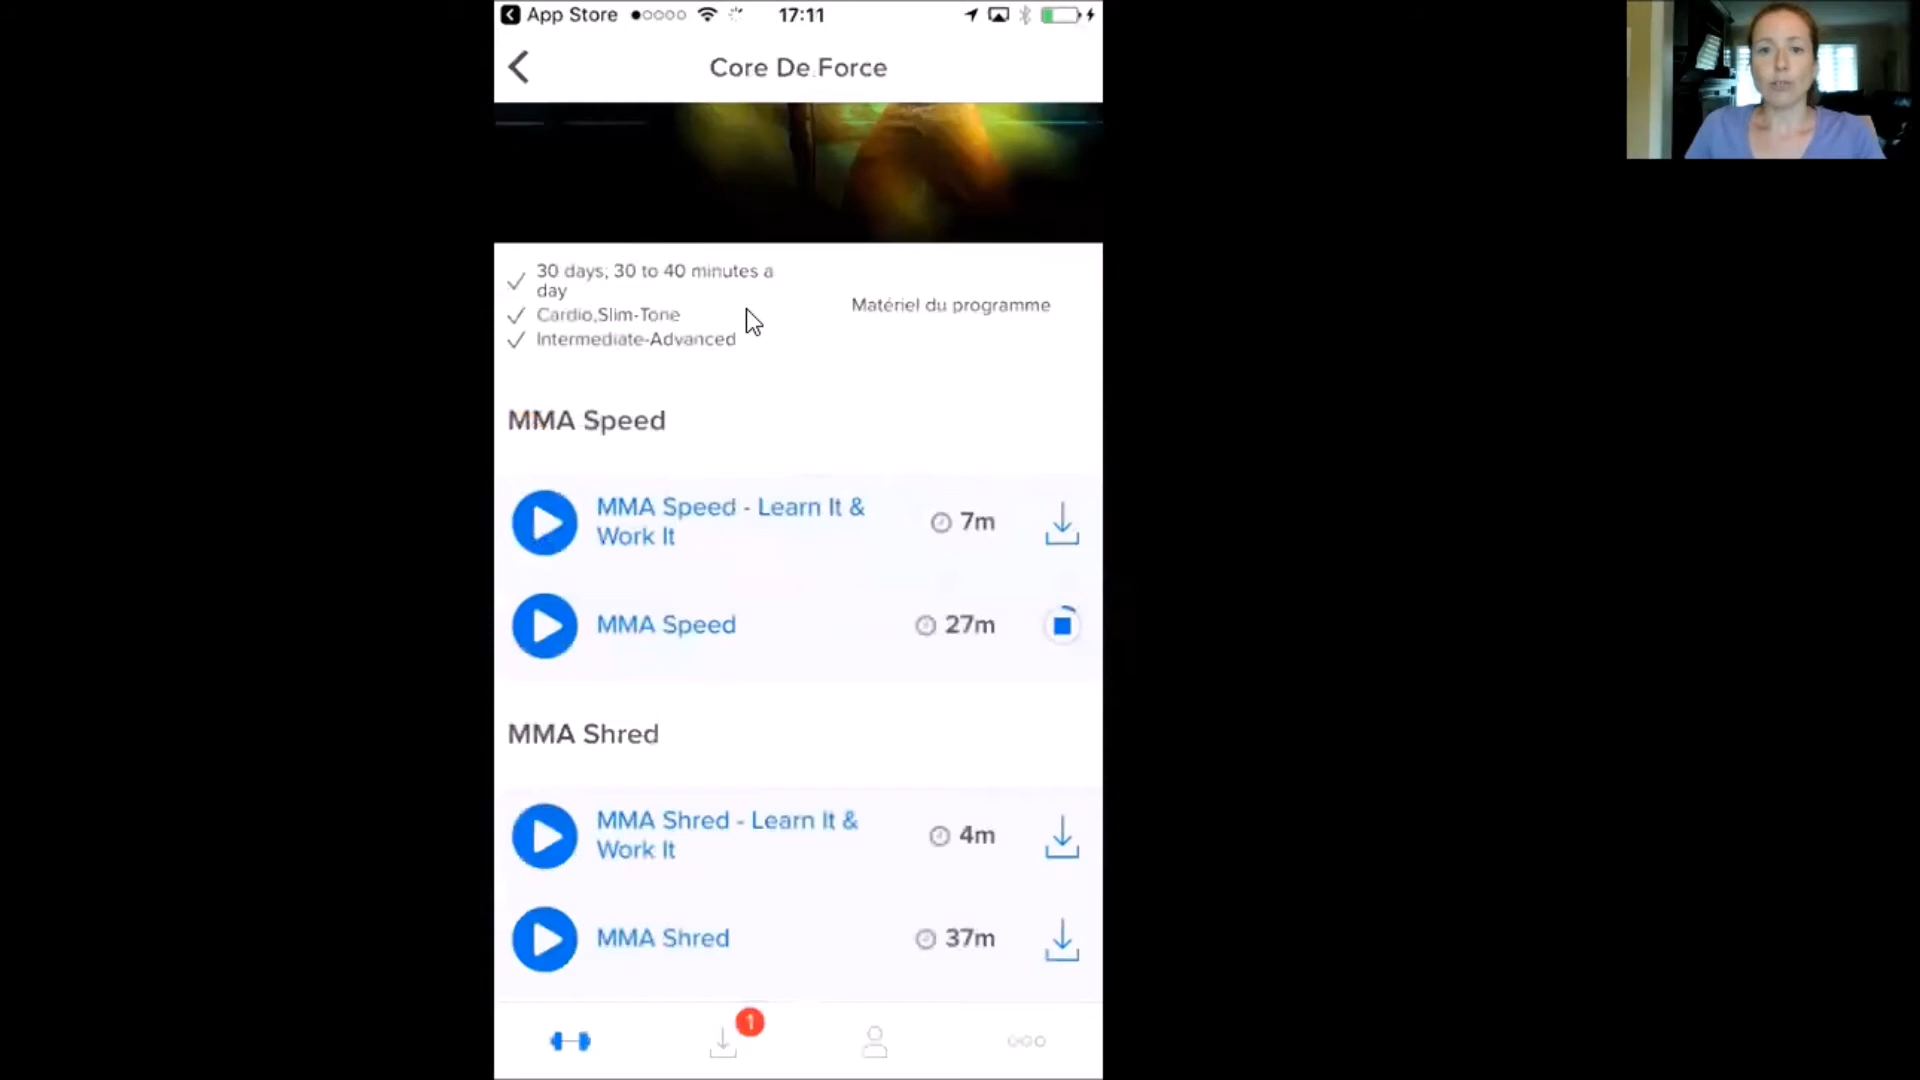 App Store 17:11
Core De Force
30 days; 30 to 40 minutes a
day
Cardio,Slim-Tone
Intermediate-Advanced
Matériel du programme
MMA Speed
MMA Speed - Learn It &
Work It
7m
MMA Speed 27m
MMA Shred
MMA Shred - Learn It &
Work It
4m
MMA Shred 37m
1